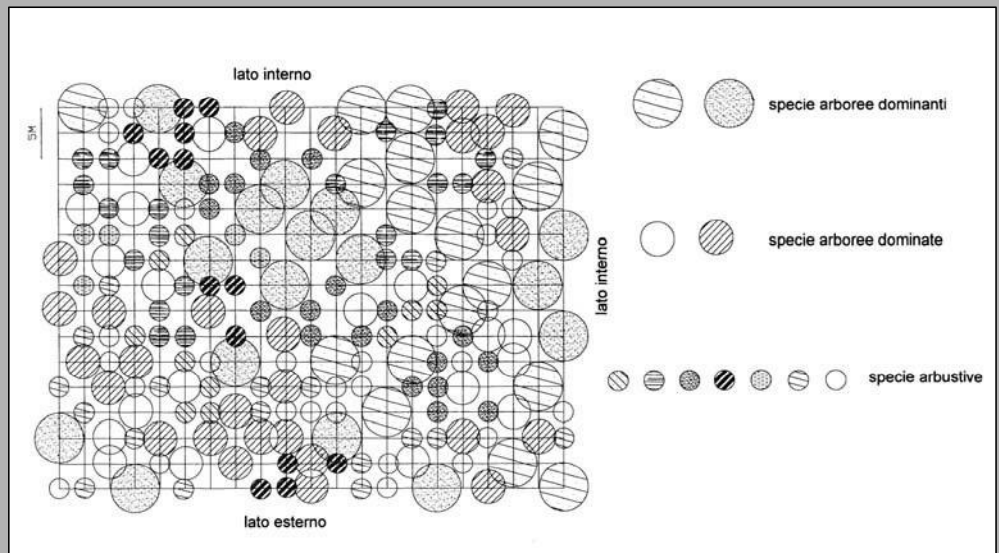 lato interno
5M
specie arboree dominanti
specie arboree dominate
lato interno
specie arbustive
lato esterno